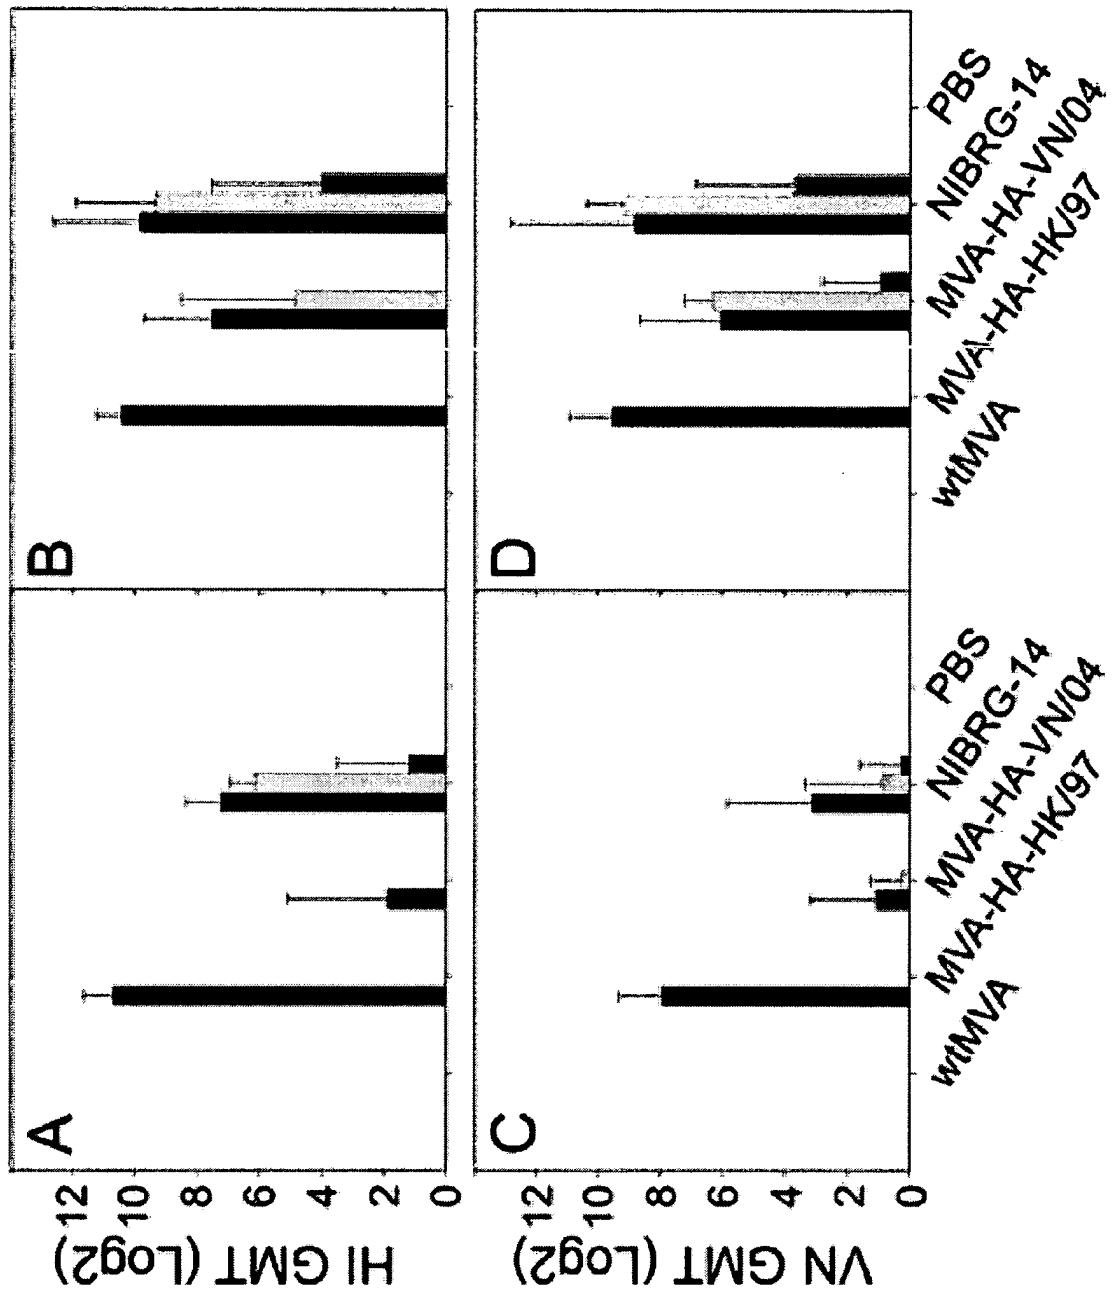 A
B
12
10
8
6
4
2
0
HI GMT (Log2)
C
D
12
10
8
6
4
2
0
VN GMT (Log2)
wtMVA
MVA-HA-HK/97
MVA-HA-VN/04
NIBRG-14
PBS
wtMVA
MVA-HA-HK/97
MVA-HA-VN/04
NIBRG-14
PBS